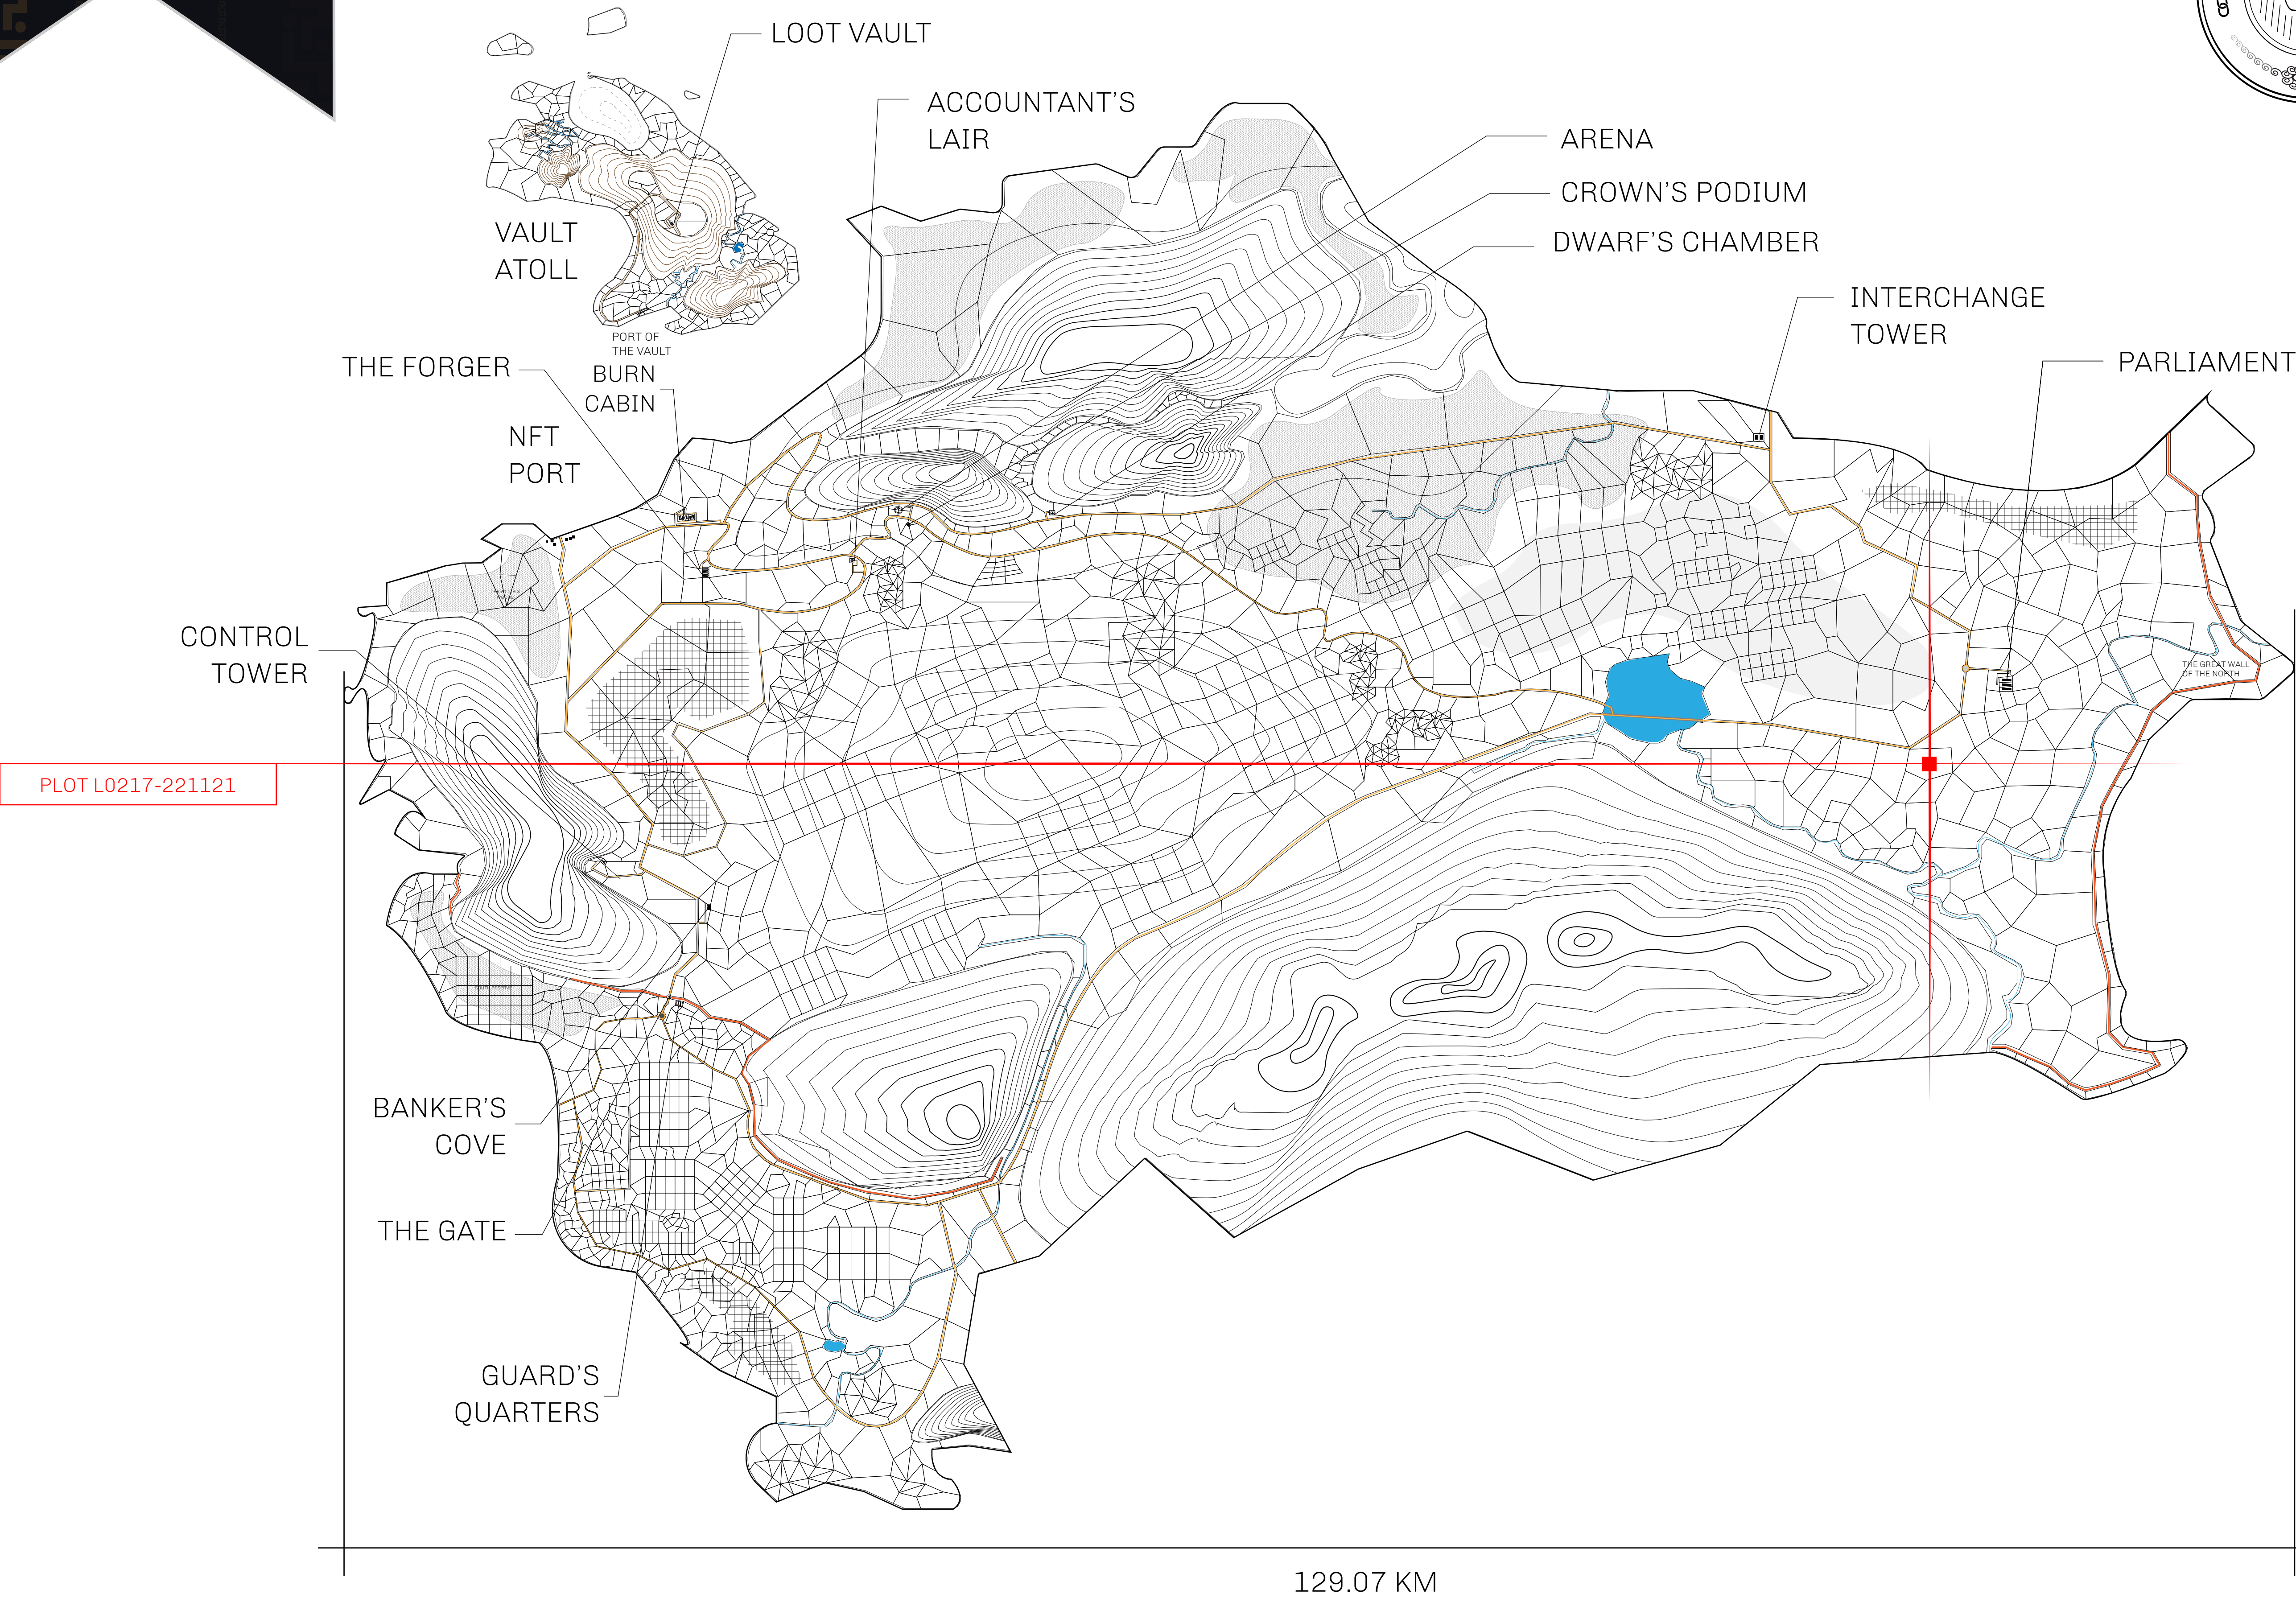 LOOT VAULT
ACCOUNTANT'S
LAIR
ARENA
CROWN'S PODIUM
DWARF'S CHAMBER
VAULT
ATOLL
INTERCHANGE
TOWER
PORT OF
THE VAULT
PARLIAMENT
THE FORGER
BURN
CABIN
NFT
PORT
CONTROL
TOWER
THE GREAT WALL
OF THE NORTH
PLOT L0217-221121
SOUTH RESERVE
BANKER'S
COVE
THE GATE
GUARD'S
QUARTERS
129.07 KM